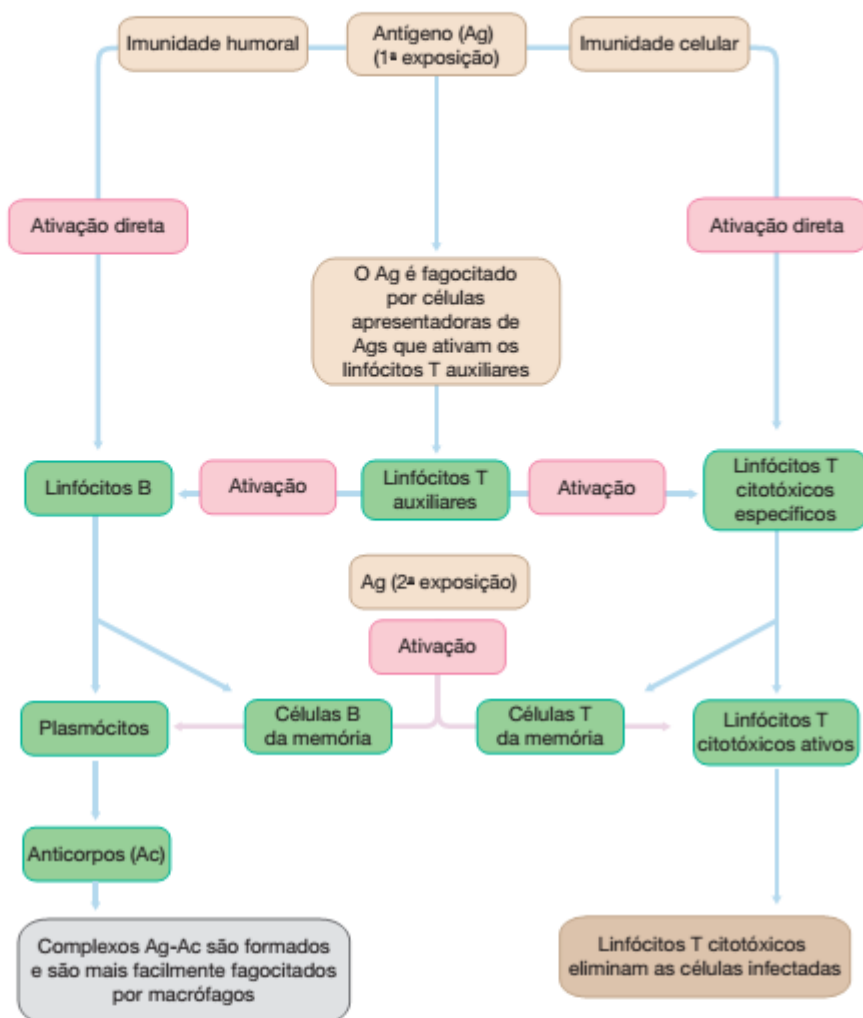 Imunidade humoral
Antígeno (Ag)
(1ª exposição)
Imunidade celular
Ativação direta
Ativação direta
O Ag é fagocitado
por células
apresentadoras de
Ags que ativam os
linfócitos T auxiliares
Linfócitos B
Ativação
Linfócitos T
auxiliares
Ativação
Linfócitos T
citotóxicos
específicos
Ag (2ª exposição)
Ativação
Plasmócitos
Células B
da memória
Células T
da memória
Linfócitos T
citotóxicos ativos
Anticorpos (Ac)
Complexos Ag-Ac são formados
e são mais facilmente fagocitados
por macrófagos
Linfócitos T citotóxicos
eliminam as células infectadas